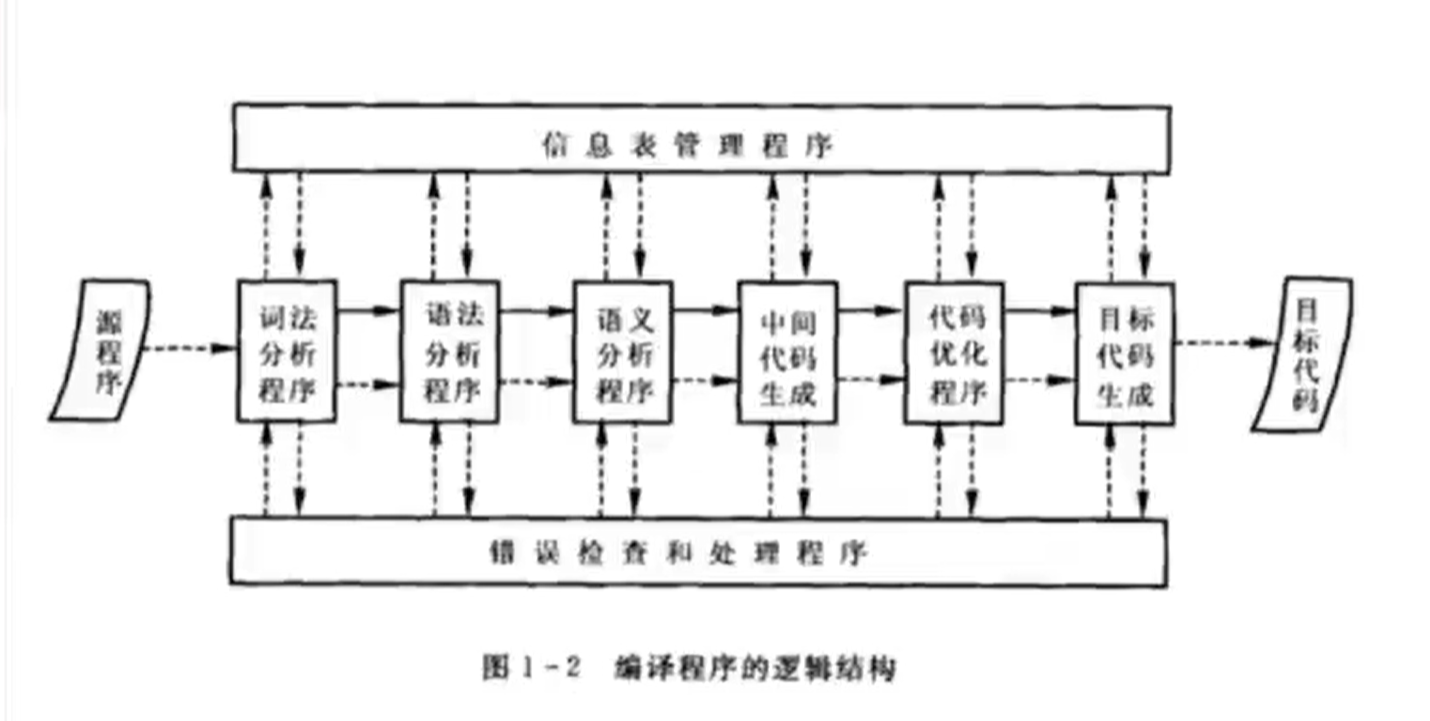 信息表管理程序
源程序
词法分析程序
语法分析程序
语义分析程序
中间代码生成
代码优化程序
目标代码生成
目标代码
错误检查和处理程序
图1-2 编译程序的逻辑结构